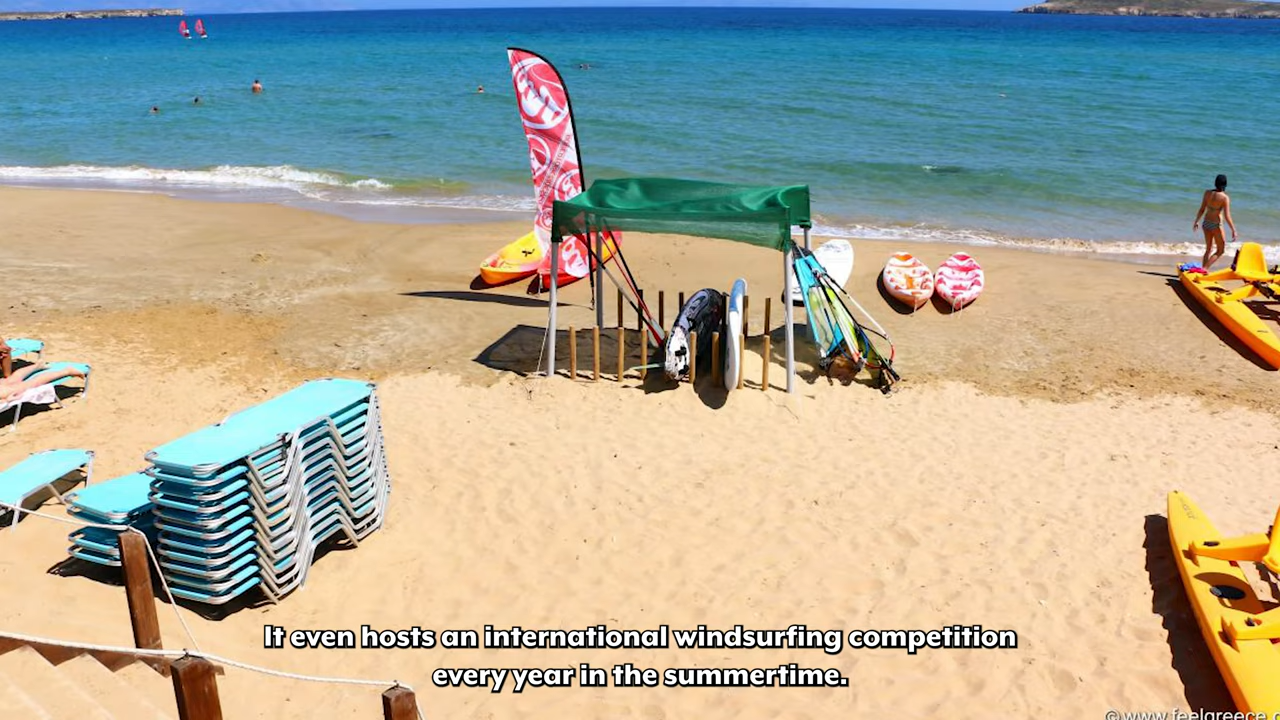 It even hosts an international windsurfing competition
every year in the summertime.
©www.feelgreece.c